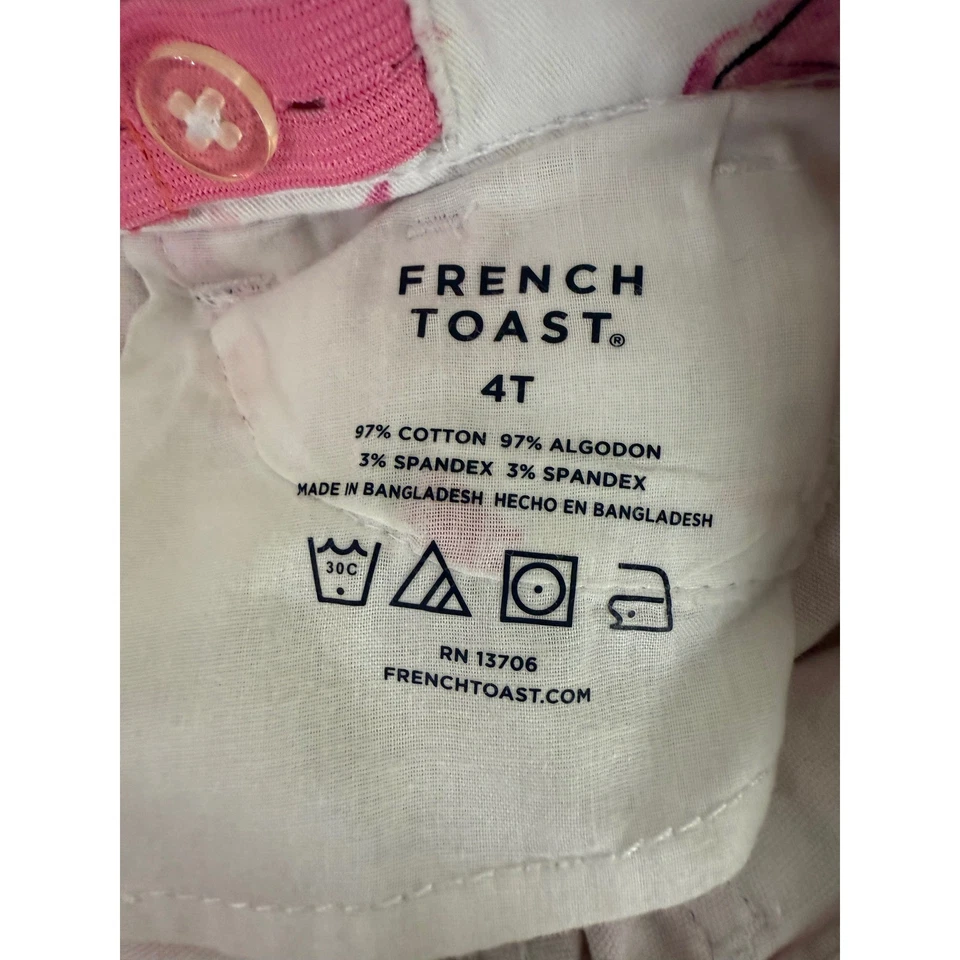 FRENCH
TOAST®
4T
97% COTTON 97% ALGODON
3% SPANDEX 3% SPANDEX
MADE IN BANGLADESH HECHO EN BANGLADESH
30C
RN 13706
FRENCHTOAST.COM